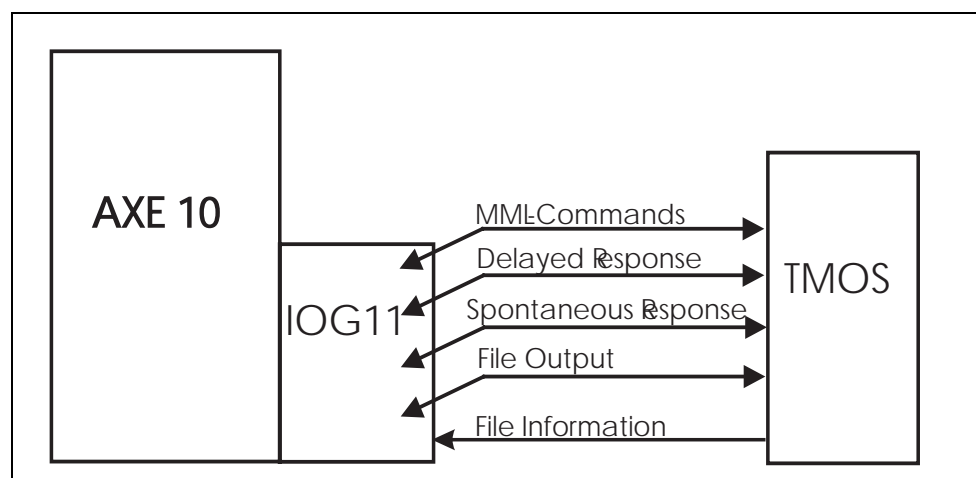 AXE 10
IOG11
MML-Commands
Delayed Response
Spontaneous Response
File Output
File Information
TMOS